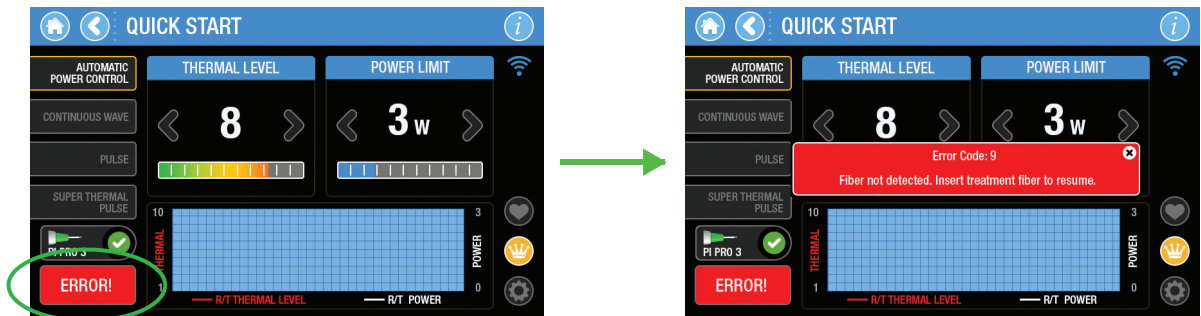 QUICK START
i
AUTOMATIC
POWER CONTROL
CONTINUOUS WAVE
PULSE
SUPER THERMAL
PULSE
PI PRO 3
ERROR!
THERMAL LEVEL
8
POWER LIMIT
3 W
10
THERMAL
1
3
POWER
0
R/T THERMAL LEVEL
R/T POWER
QUICK START
i
AUTOMATIC
POWER CONTROL
CONTINUOUS WAVE
PULSE
SUPER THERMAL
PULSE
PI PRO 3
ERROR!
THERMAL LEVEL
8
POWER LIMIT
3 W
Error Code: 9
Fiber not detected. Insert treatment fiber to resume.
10
THERMAL
1
3
POWER
0
R/T THERMAL LEVEL
R/T POWER